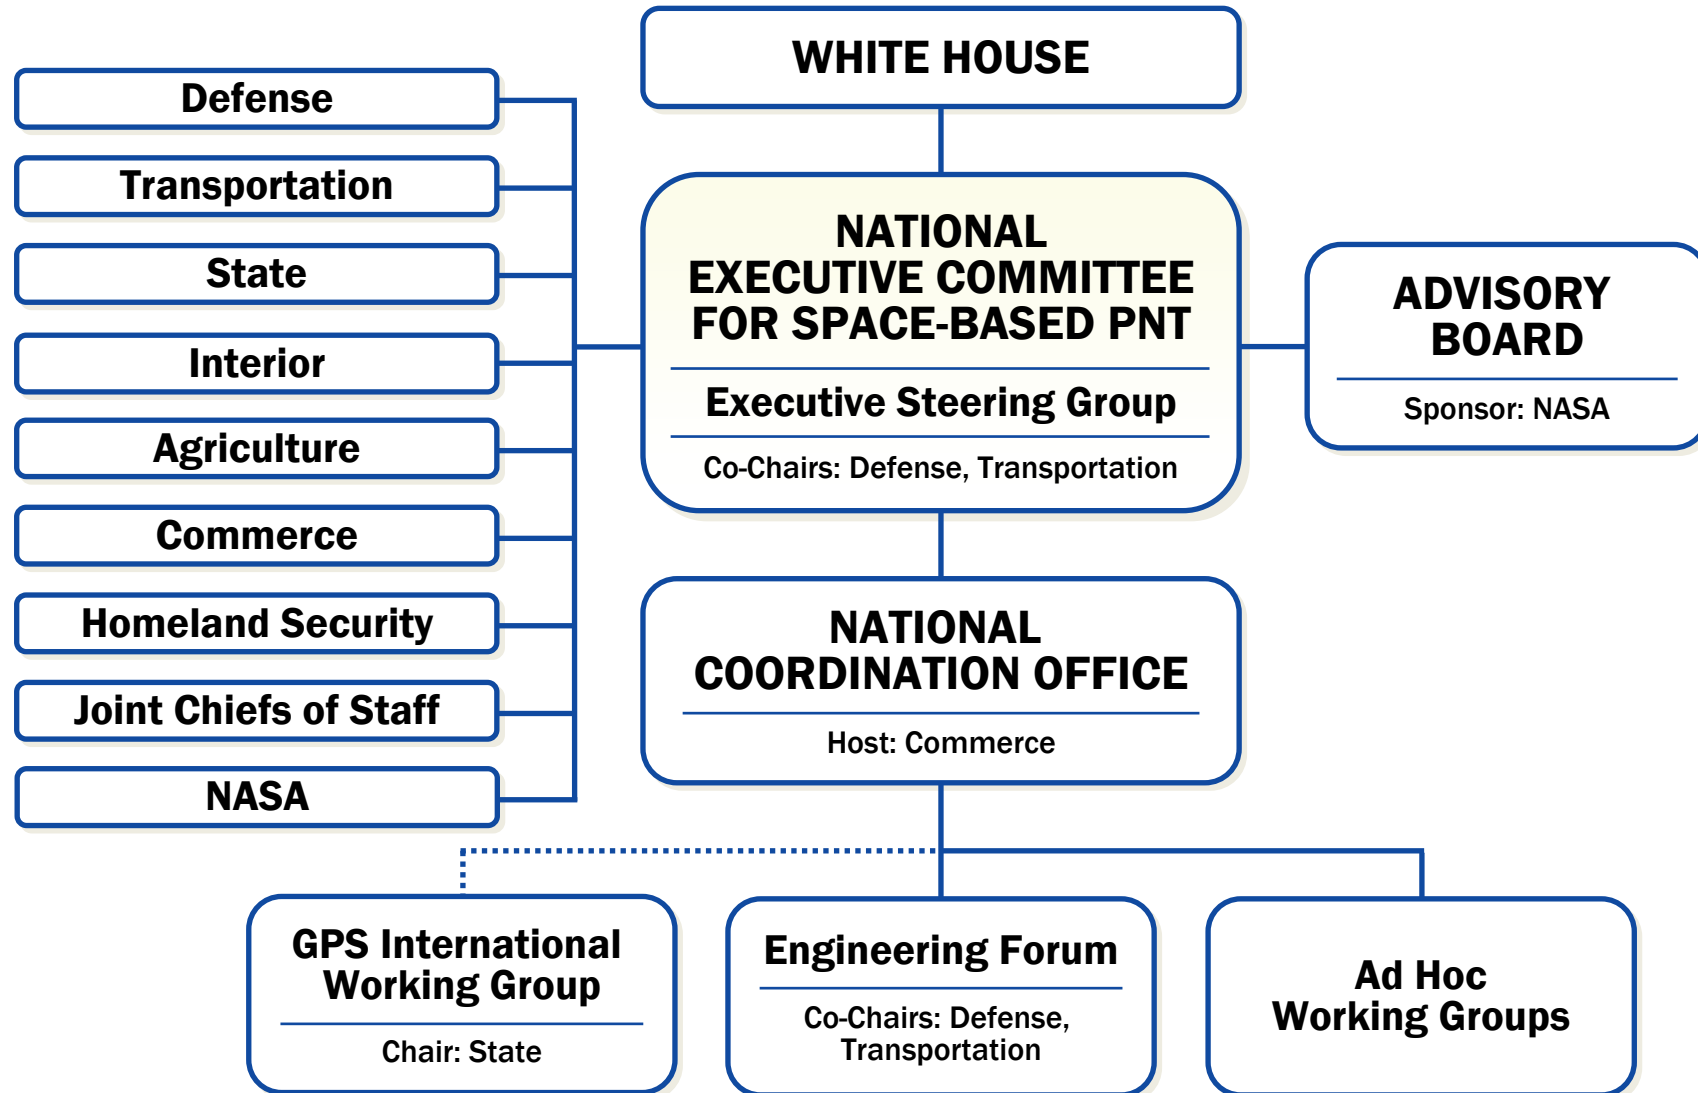 WHITE HOUSE
Defense
Transportation
State
Interior
Agriculture
Commerce
Homeland Security
Joint Chiefs of Staff
NASA
NATIONAL
EXECUTIVE COMMITTEE
FOR SPACE-BASED PNT
Executive Steering Group
Co-Chairs: Defense, Transportation
ADVISORY
BOARD
Sponsor: NASA
NATIONAL
COORDINATION OFFICE
Host: Commerce
GPS International
Working Group
Chair: State
Engineering Forum
Co-Chairs: Defense,
Transportation
Ad Hoc
Working Groups